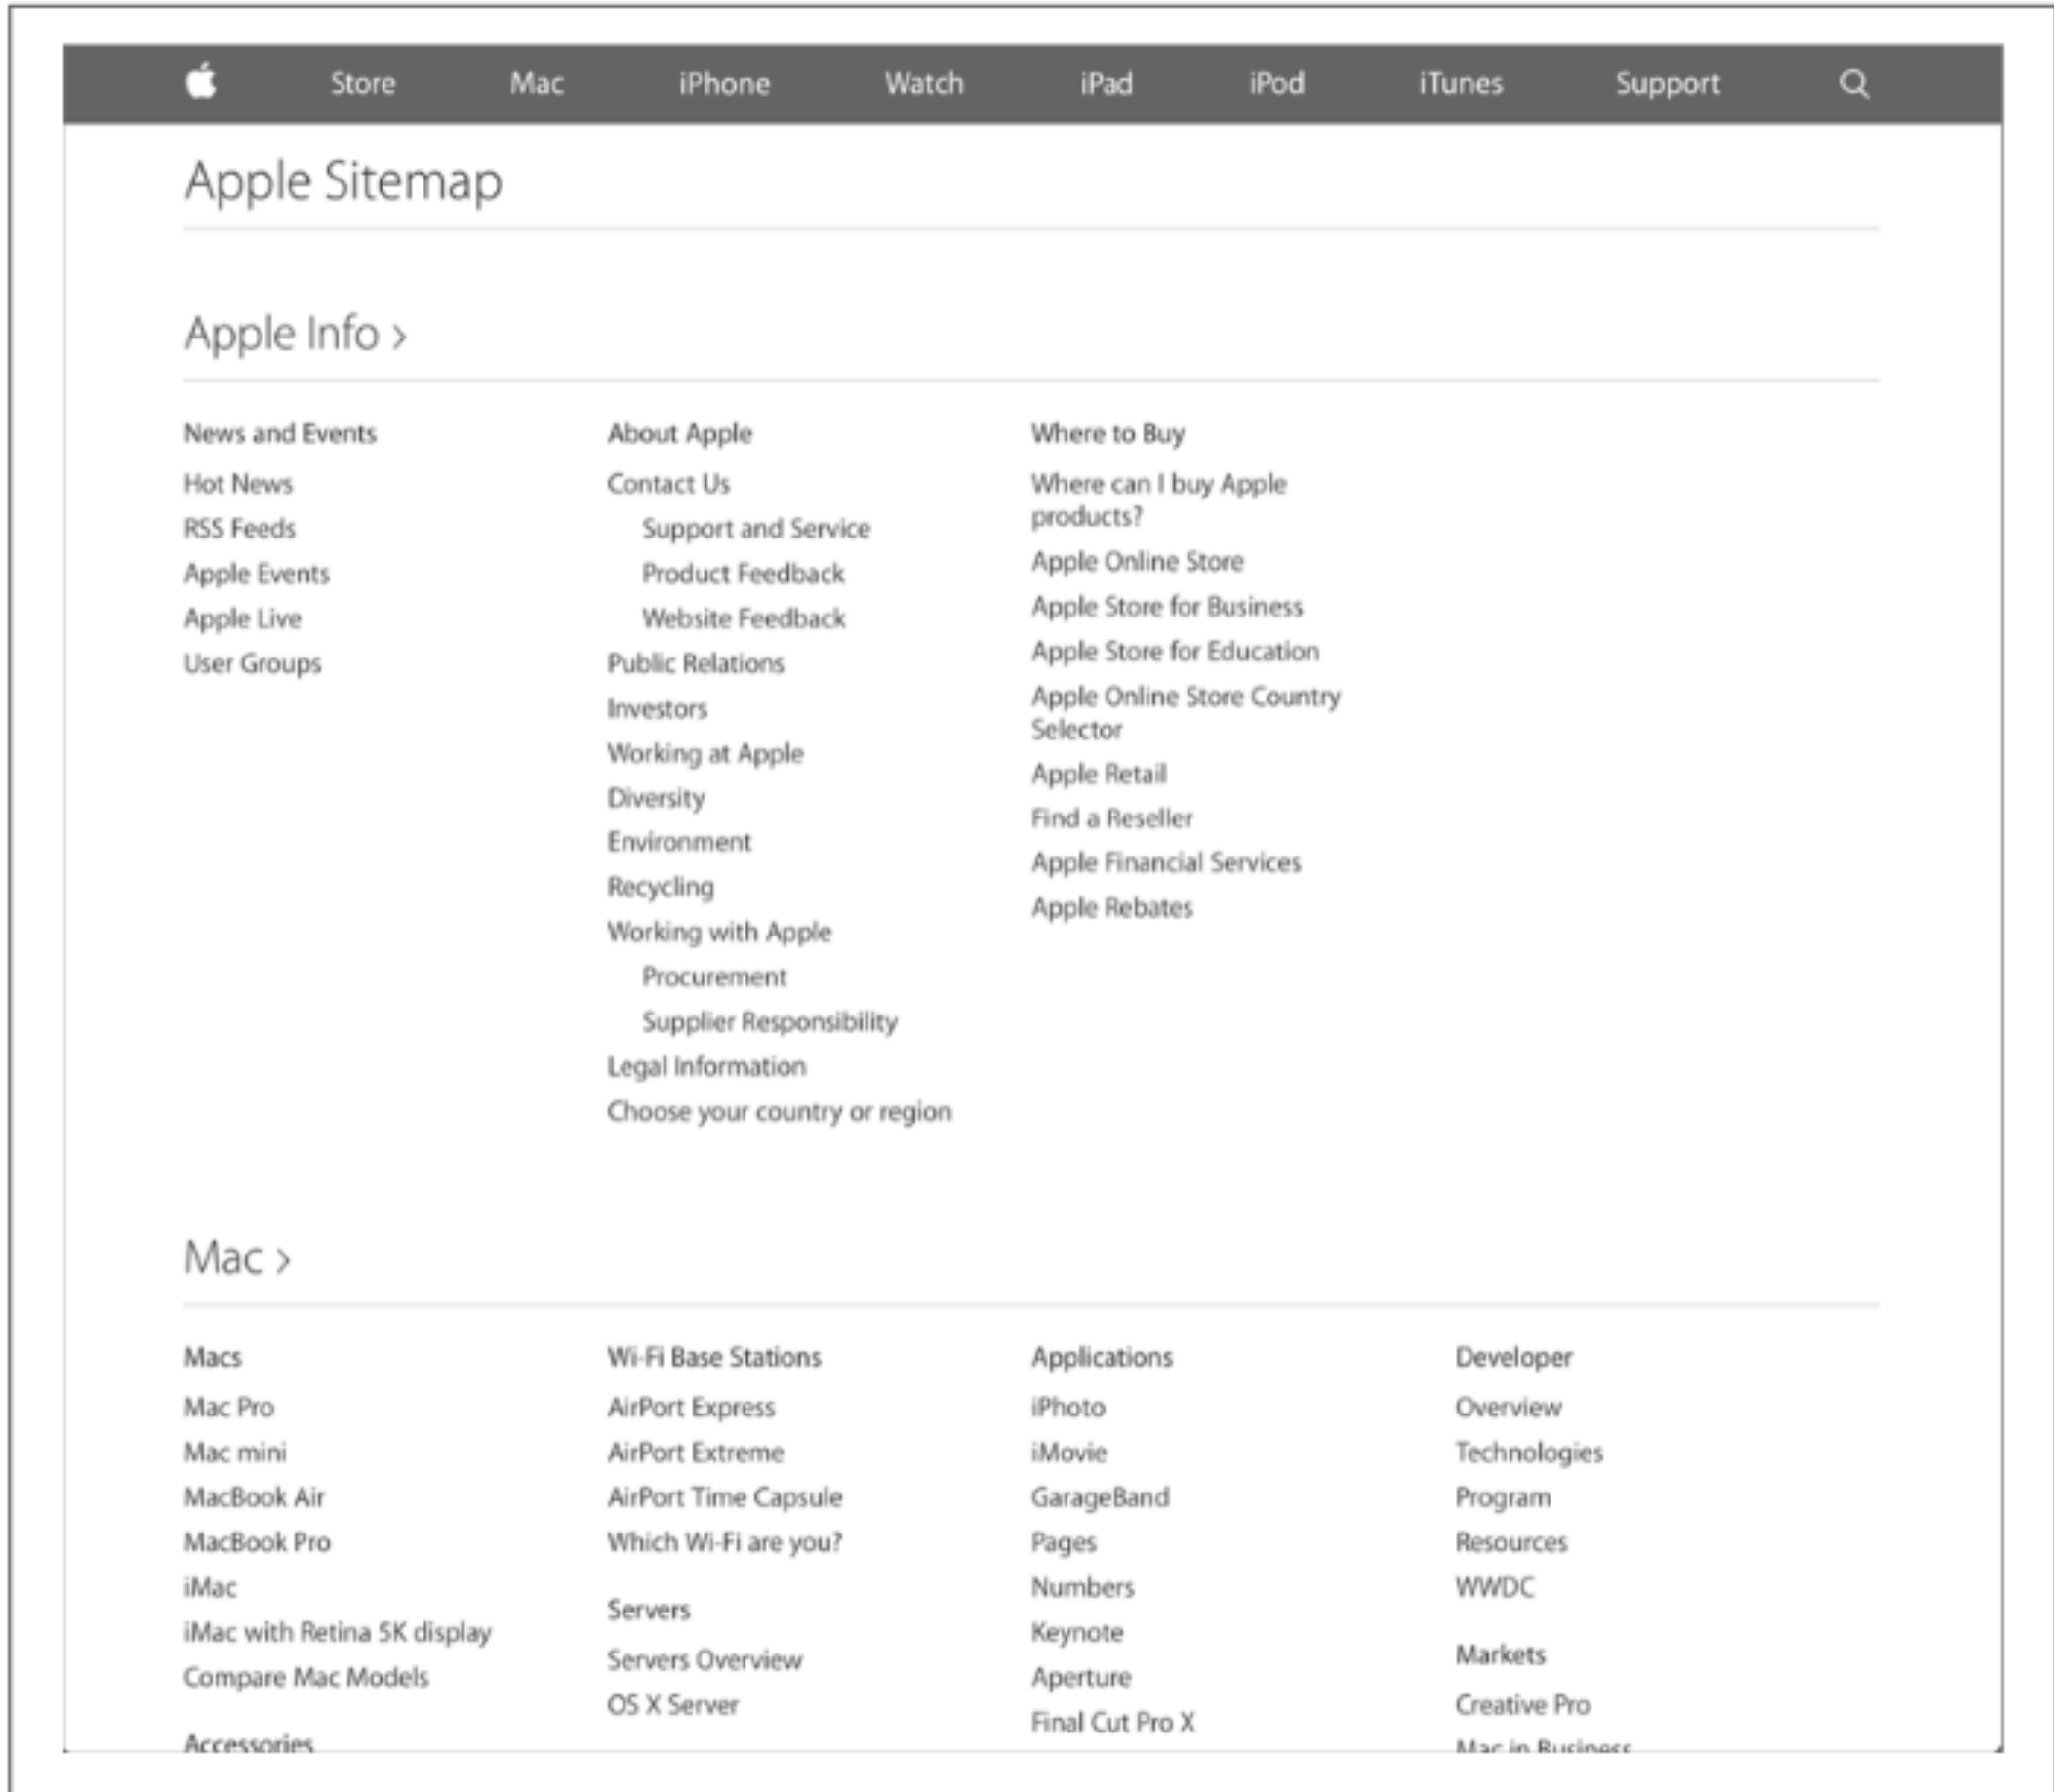 Store Mac iPhone Watch iPad iPod iTunes Support
Apple Sitemap
Apple Info >
News and Events
Hot News
RSS Feeds
Apple Events
Apple Live
User Groups
About Apple
Contact Us
Support and Service
Product Feedback
Website Feedback
Public Relations
Investors
Working at Apple
Diversity
Environment
Recycling
Working with Apple
Procurement
Supplier Responsibility
Legal Information
Choose your country or region
Where to Buy
Where can I buy Apple
products?
Apple Online Store
Apple Store for Business
Apple Store for Education
Apple Online Store Country
Selector
Apple Retail
Find a Reseller
Apple Financial Services
Apple Rebates
Mac >
Macs
Mac Pro
Mac mini
MacBook Air
MacBook Pro
iMac
iMac with Retina 5K display
Compare Mac Models
Accessories
Wi-Fi Base Stations
AirPort Express
AirPort Extreme
AirPort Time Capsule
Which Wi-Fi are you?
Servers
Servers Overview
OS X Server
Applications
iPhoto
iMovie
GarageBand
Pages
Numbers
Keynote
Aperture
Final Cut Pro X
Developer
Overview
Technologies
Program
Resources
WWDC
Markets
Creative Pro
Mac in Business